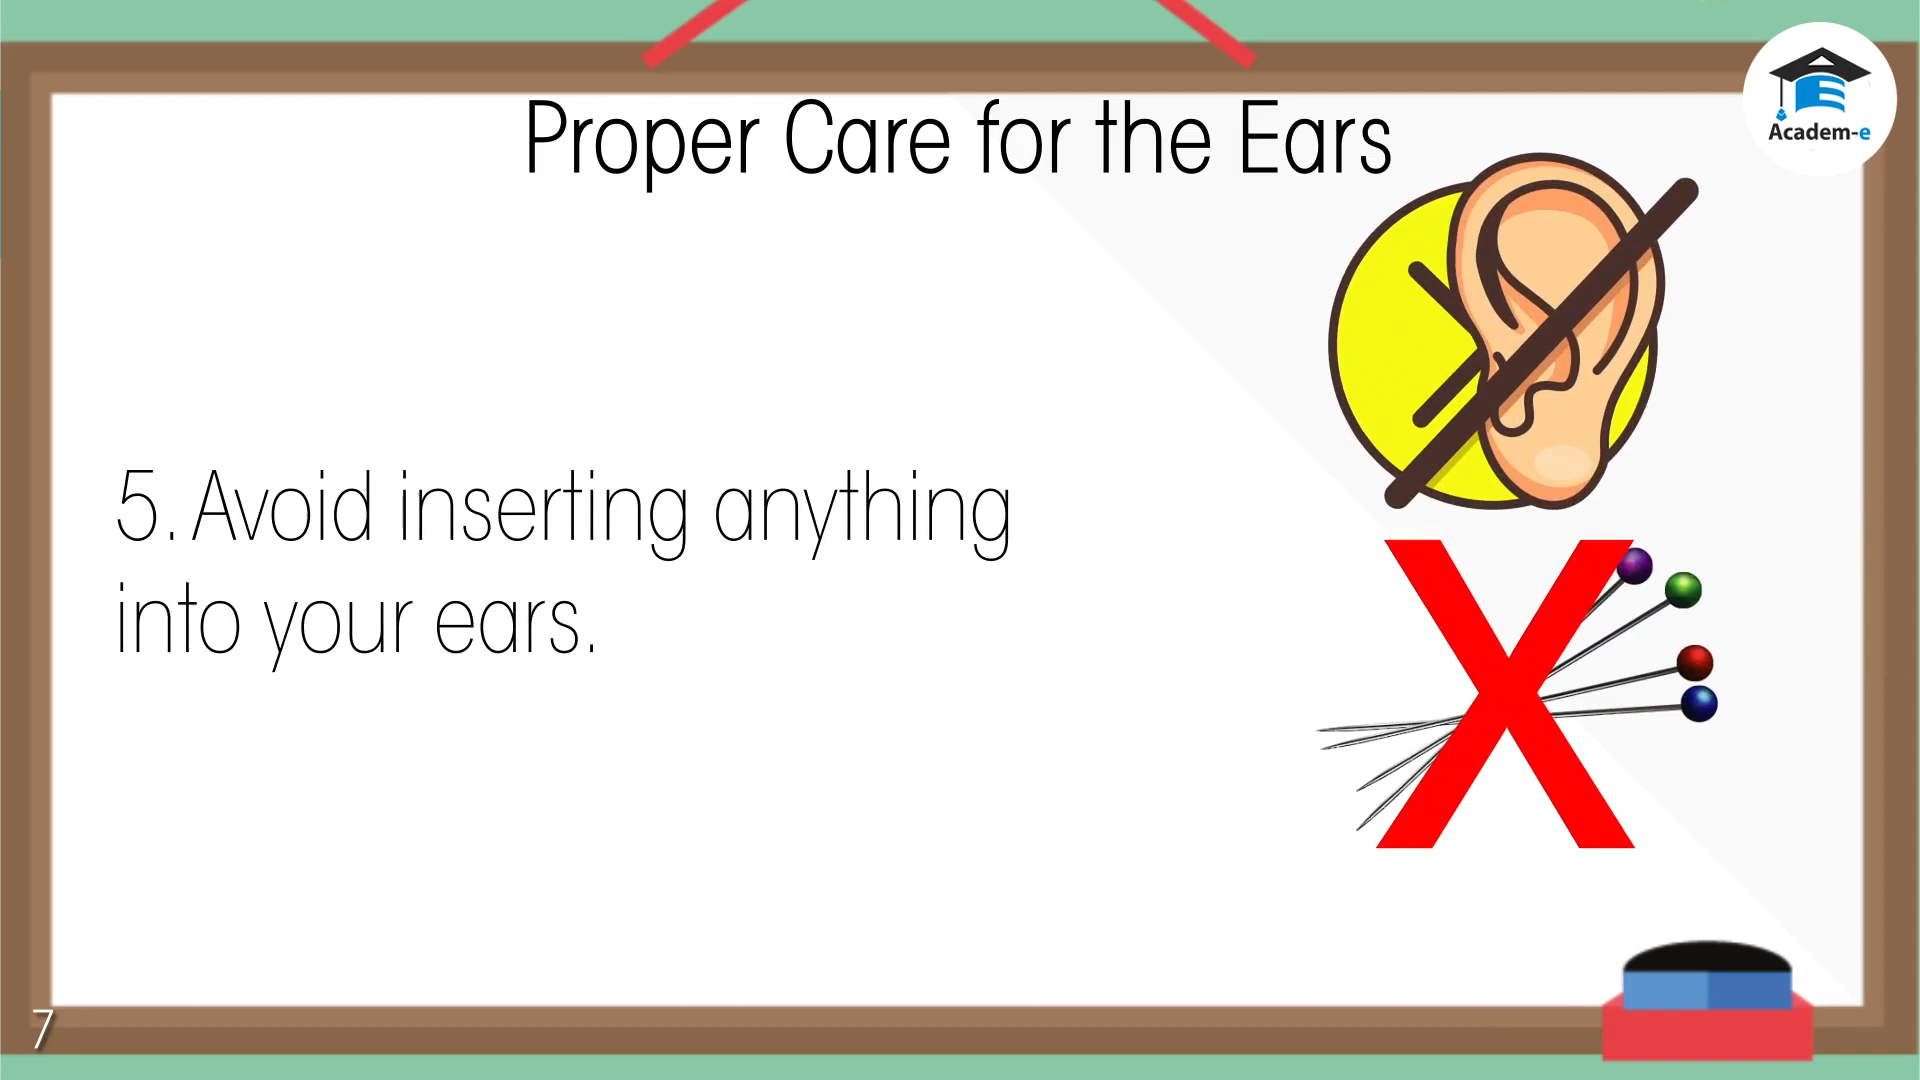 Proper Care for the Ears
Academ-e
5. Avoid inserting anything
into your ears.
7